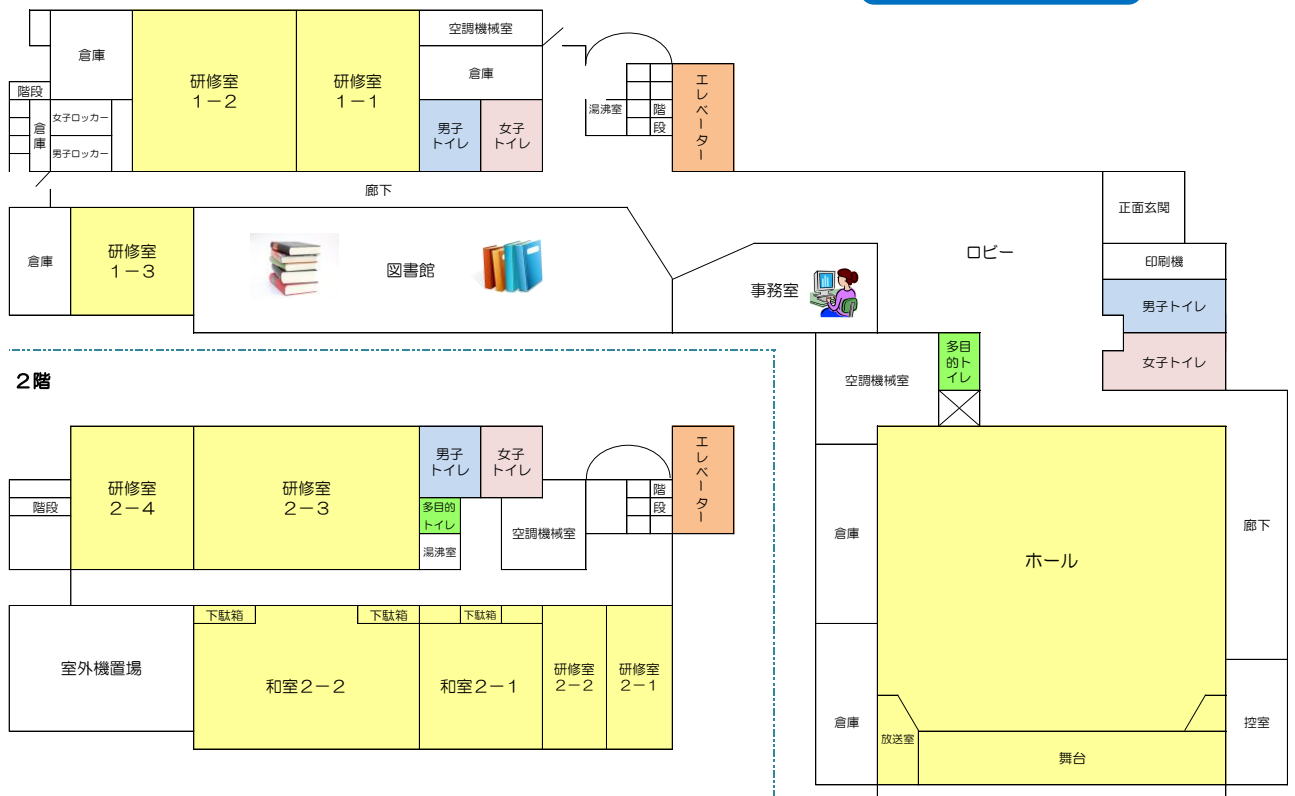 空調機械室
倉庫
研修室
1-2
研修室
1-1
倉庫
エレベーター
階段
湯沸室
階
段
女子ロッカー
倉庫
男子
トイレ
女子
トイレ
男子ロッカー
廊下
正面玄関
倉庫
研修室
1-3
図書館
事務室
ロビー
印刷機
男子トイレ
女子トイレ
多目
的ト
イレ
空調機械室
2階
研修室
2-4
研修室
2-3
男子
トイレ
女子
トイレ
エレベーター
階段
階
段
多目的
トイレ
空調機械室
湯沸室
倉庫
ホール
廊下
下駄箱
下駄箱
下駄箱
室外機置場
和室2-2
和室2-1
研修室
2-2
研修室
2-1
倉庫
放送室
舞台
控室